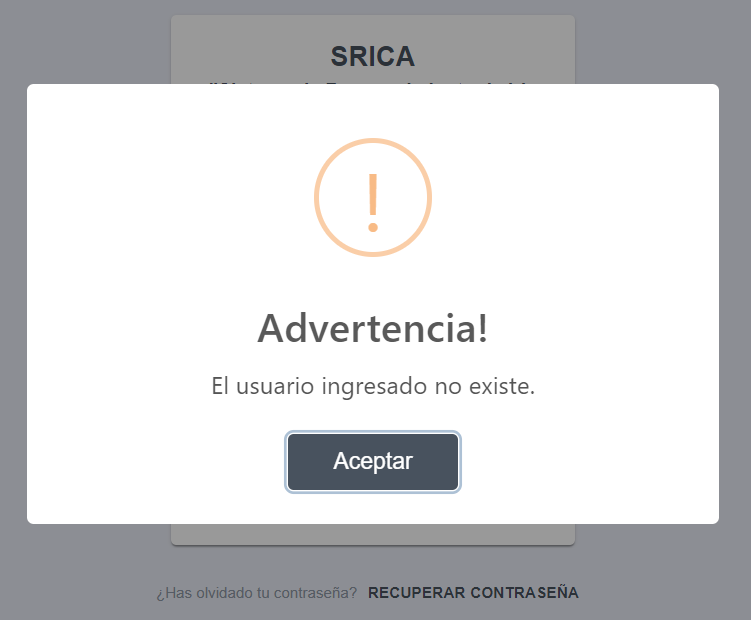 SRICA
Advertencia!
El usuario ingresado no existe.
Aceptar
¿Has olvidado tu contraseña? RECUPERAR CONTRASEÑA